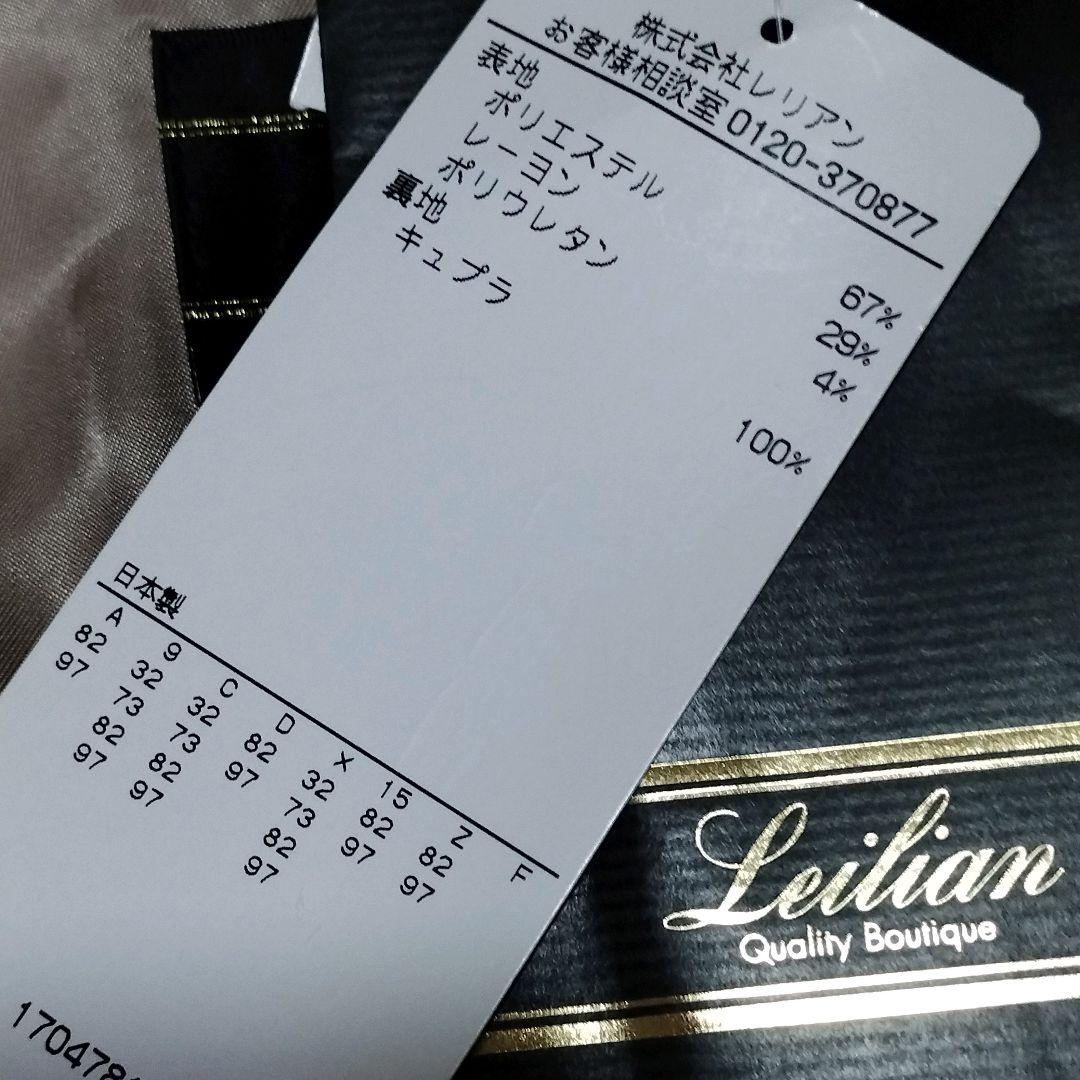 株式会社レリアン
お客様相談室 0120-370877
表地
ポリエステル 67%
レーヨン 29%
ポリウレタン 4%
裏地
キュプラ 100%
日本製
A 9 C D X 15 Z F
82 32 32 82 32 82 82
97 73 73 97 73 97 97
82 82 82
97 97 97
170478
Leilian
Quality Boutique